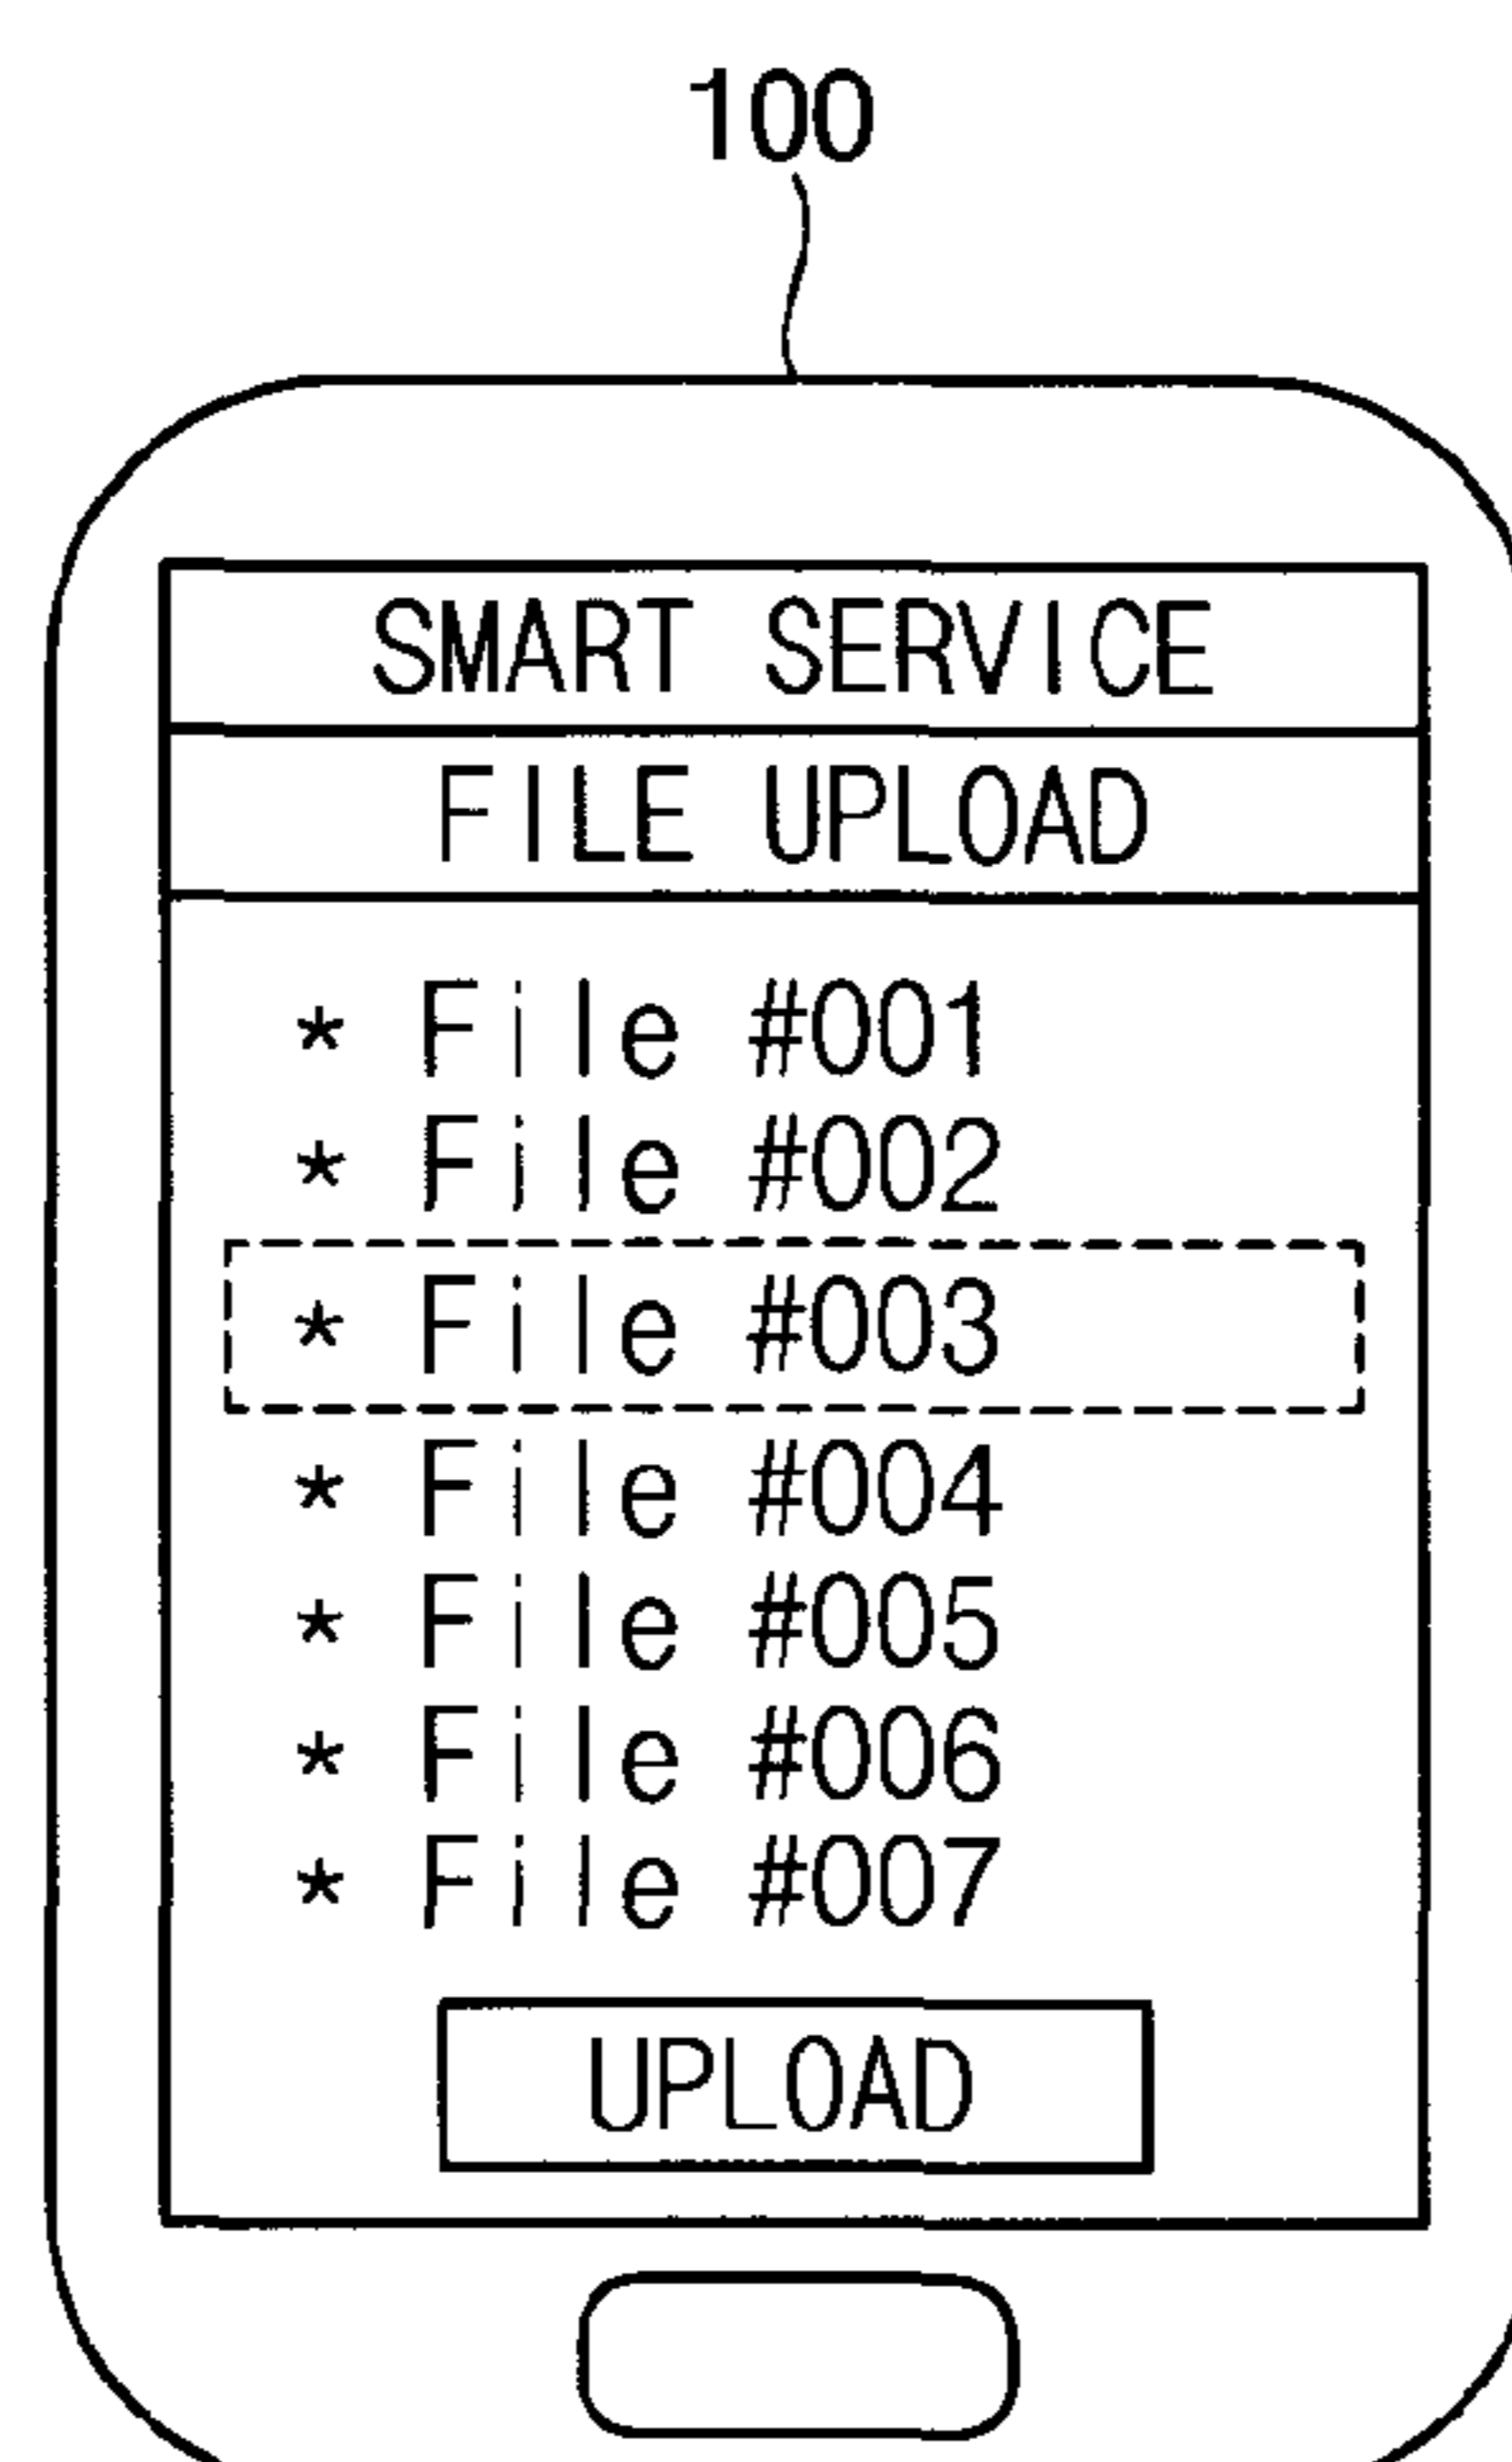 100
SMART SERVICE
FILE UPLOAD
* File #001
* File #002
* File #003
* File #004
* File #005
* File #006
* File #007
UPLOAD